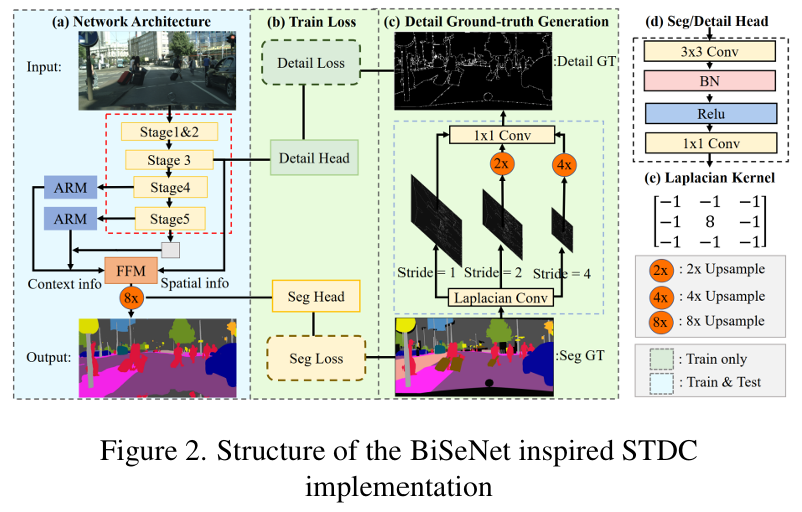 (a) Network Architecture
Input:
Stage1&2
Stage 3
ARM
Stage4
ARM
Stage5
FFM
Context info
Spatial info
8x
Output:
(b) Train Loss
Detail Loss
Detail Head
Seg Head
Seg Loss
(c) Detail Ground-truth Generation
:Detail GT
1x1 Conv
2x
4x
Stride = 1
Stride = 2
Stride = 4
Laplacian Conv
:Seg GT
(d) Seg/Detail Head
3x3 Conv
BN
Relu
1x1 Conv
(e) Laplacian Kernel
−1 −1 −1
−1 8 −1
−1 −1 −1
2x : 2x Upsample
4x : 4x Upsample
8x : 8x Upsample
: Train only
: Train & Test
Figure 2. Structure of the BiSeNet inspired STDC
implementation